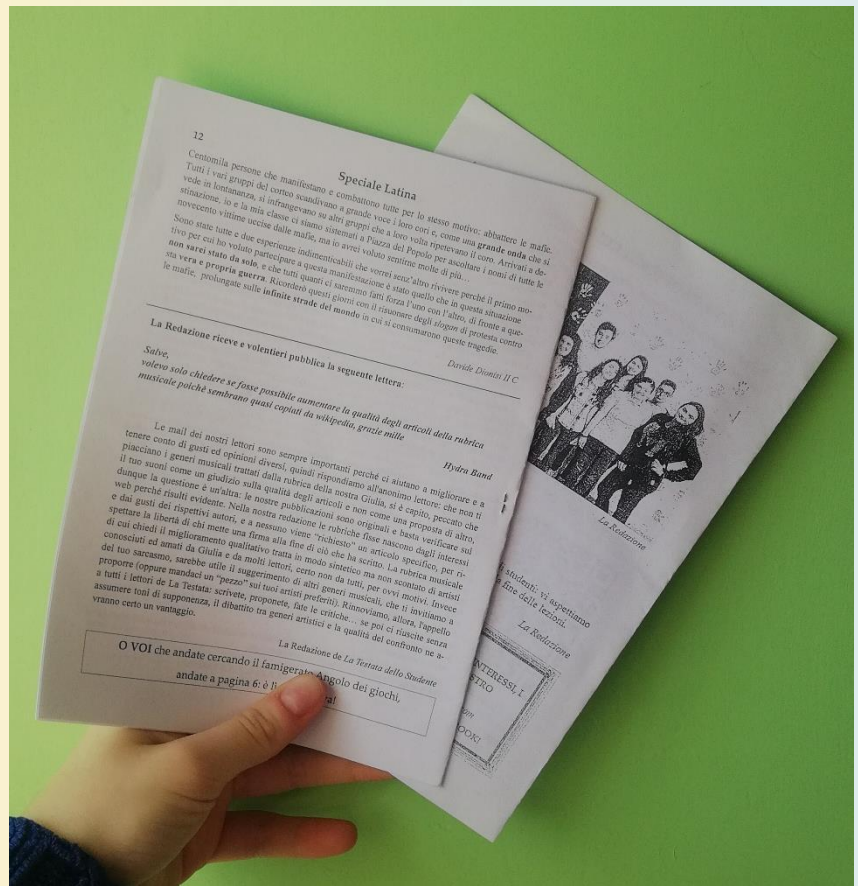 12
Speciale Latina
Centomila persone che manifestano e combattono tutte per lo stesso motivo: abbattere le mafie.
Tutti i vari gruppi del corteo scandivano a grande voce i loro cori e, come una grande onda che si
vede in lontananza, si infrangevano su altri gruppi che a loro volta ripetevano il coro. Arrivati a de-
stinazione, io e la mia classe ci siamo sistemati a Piazza del Popolo per ascoltare i nomi di tutte le
novecento vittime uccise dalle mafie, ma io avrei voluto sentirne molte di più…
Sono state tutte e due esperienze indimenticabili che vorrei senz'altro rivivere perché il primo mo-
tivo per cui ho voluto partecipare a questa manifestazione è stato quello che in questa situazione
non sarei stato da solo, e che tutti quanti ci saremmo fatti forza l'uno con l'altro, di fronte a que-
sta vera e propria guerra. Ricorderò questi giorni con il risuonare degli slogan di protesta contro
le mafie, prolungate sulle infinite strade del mondo in cui si consumarono queste tragedie.
Davide Dionisi II C
La Redazione riceve e volentieri pubblica la seguente lettera:
Salve,
volevo solo chiedere se fosse possibile aumentare la qualità degli articoli della rubrica
musicale poiché sembrano quasi copiati da wikipedia, grazie mille
Hydra Band
Le mail dei nostri lettori sono sempre importanti perché ci aiutano a migliorare e a
tenere conto di gusti ed opinioni diversi, quindi rispondiamo all'anonimo lettore: che non ti
piacciano i generi musicali trattati dalla rubrica della nostra Giulia, si è capito, peccato che
il tuo suoni come un giudizio sulla qualità degli articoli e non come una proposta di altro,
dunque la questione è un'altra: le nostre pubblicazioni sono originali e basta verificare sul
web perché risulti evidente. Nella nostra redazione le rubriche fisse nascono dagli interessi
e dai gusti dei rispettivi autori, e a nessuno viene "richiesto" un articolo specifico, per ri-
spettare la libertà di chi mette una firma alla fine di ciò che ha scritto. La rubrica musicale
di cui chiedi il miglioramento qualitativo tratta in modo sintetico ma non scontato di artisti
conosciuti ed amati da Giulia e da molti lettori, certo non da tutti, per ovvi motivi. Invece
del tuo sarcasmo, sarebbe utile il suggerimento di altri generi musicali, che ti invitiamo a
proporre (oppure mandaci un "pezzo" sui tuoi artisti preferiti). Rinnoviamo, allora, l'appello
a tutti i lettori de La Testata: scrivete, proponete, fate le critiche… se poi ci riuscite senza
assumere toni di supponenza, il dibattito tra generi artistici e la qualità del confronto ne a-
vranno certo un vantaggio.
La Redazione de La Testata dello Studente
O VOI che andate cercando il famigerato Angolo dei giochi,
andate a pagina 6: è lì
La Redazione
studenti: vi aspettiamo
a fine delle lezioni.
La Redazione
INTERESSI, I
STRO
OOK!